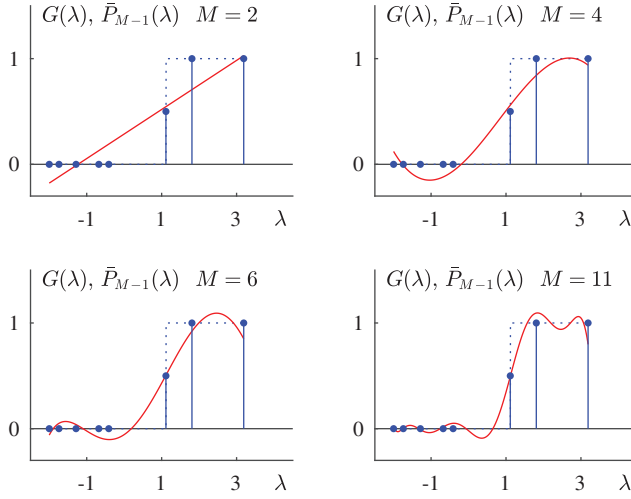 G(λ), P̄_{M−1}(λ)   M = 2
1
0
-1 1 3 λ
G(λ), P̄_{M−1}(λ)   M = 4
1
0
-1 1 3 λ
G(λ), P̄_{M−1}(λ)   M = 6
1
0
-1 1 3 λ
G(λ), P̄_{M−1}(λ)   M = 11
1
0
-1 1 3 λ